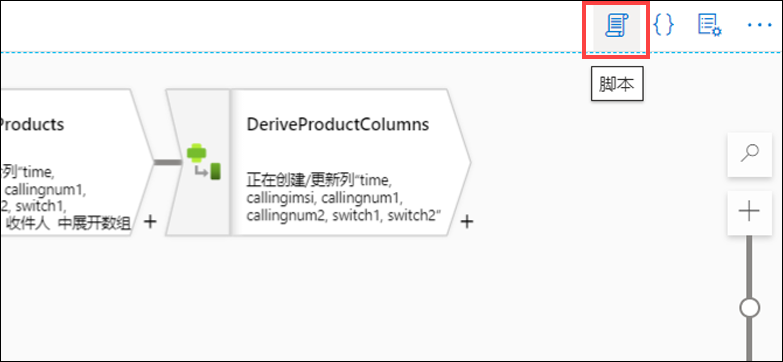 脚本
Products
列“time,
callingnum1,
2, switch1,
收件人 中展开数组
DeriveProductColumns
正在创建/更新列“time,
callingimsi, callingnum1,
callingnum2, switch1, switch2”